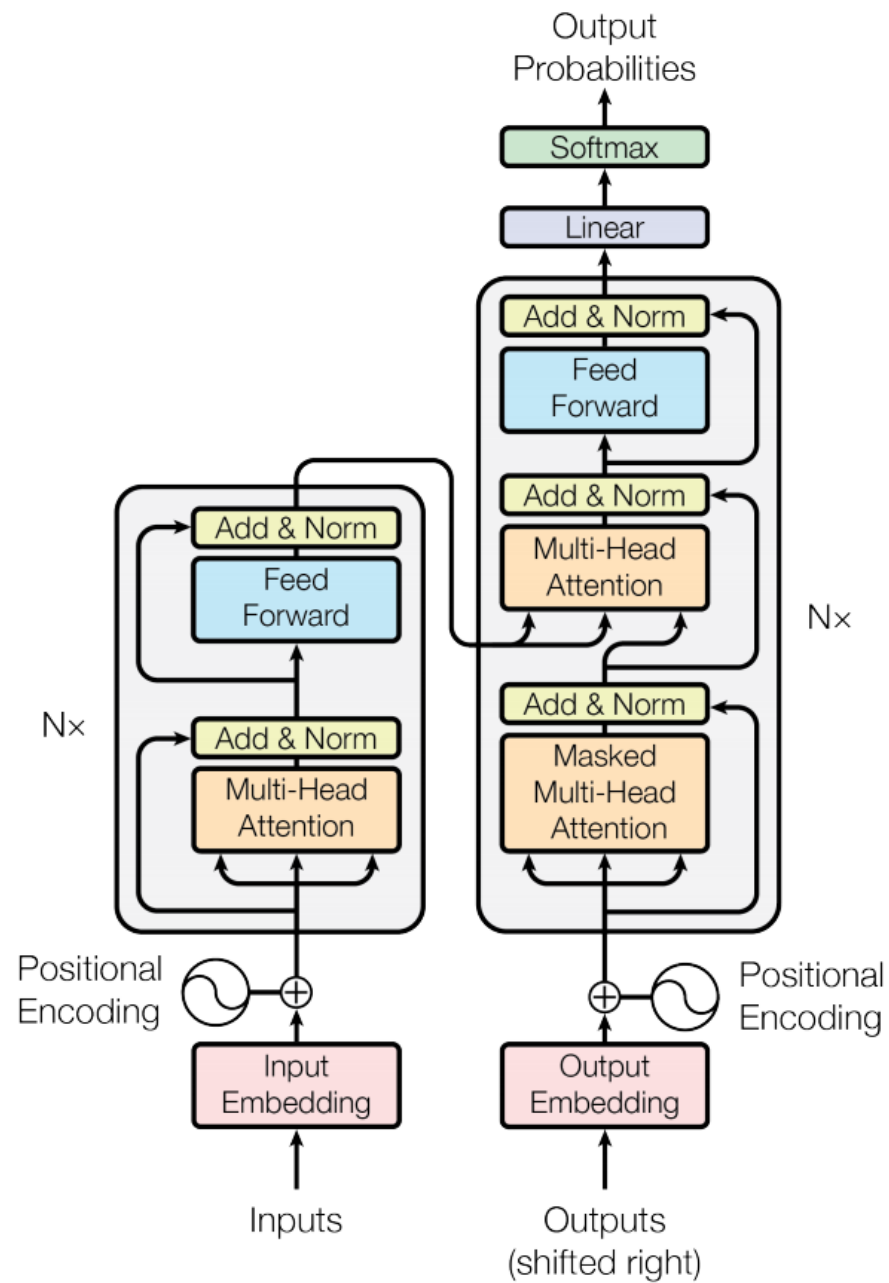 Output
Probabilities
Softmax
Linear
Add & Norm
Feed
Forward
Add & Norm
Multi-Head
Attention
N×
Add & Norm
Masked
Multi-Head
Attention
Add & Norm
Feed
Forward
N×
Add & Norm
Multi-Head
Attention
Positional
Encoding
Positional
Encoding
Input
Embedding
Output
Embedding
Inputs
Outputs
(shifted right)